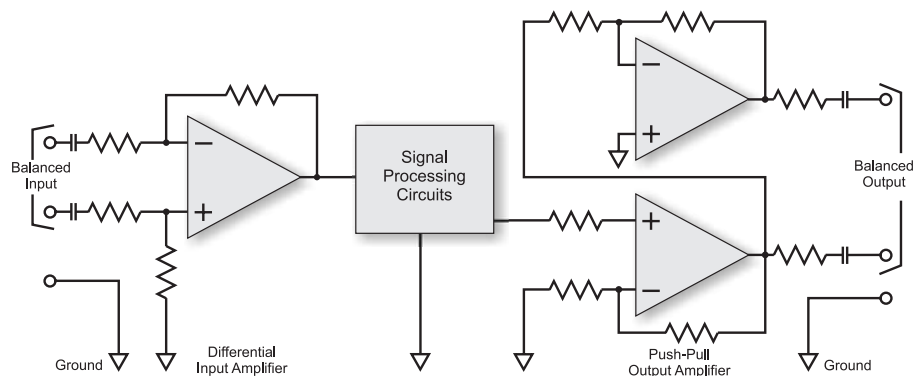 Balanced
Input
Ground
−
+
Differential
Input Amplifier
Signal
Processing
Circuits
−
+
+
−
Push-Pull
Output Amplifier
Balanced
Output
Ground